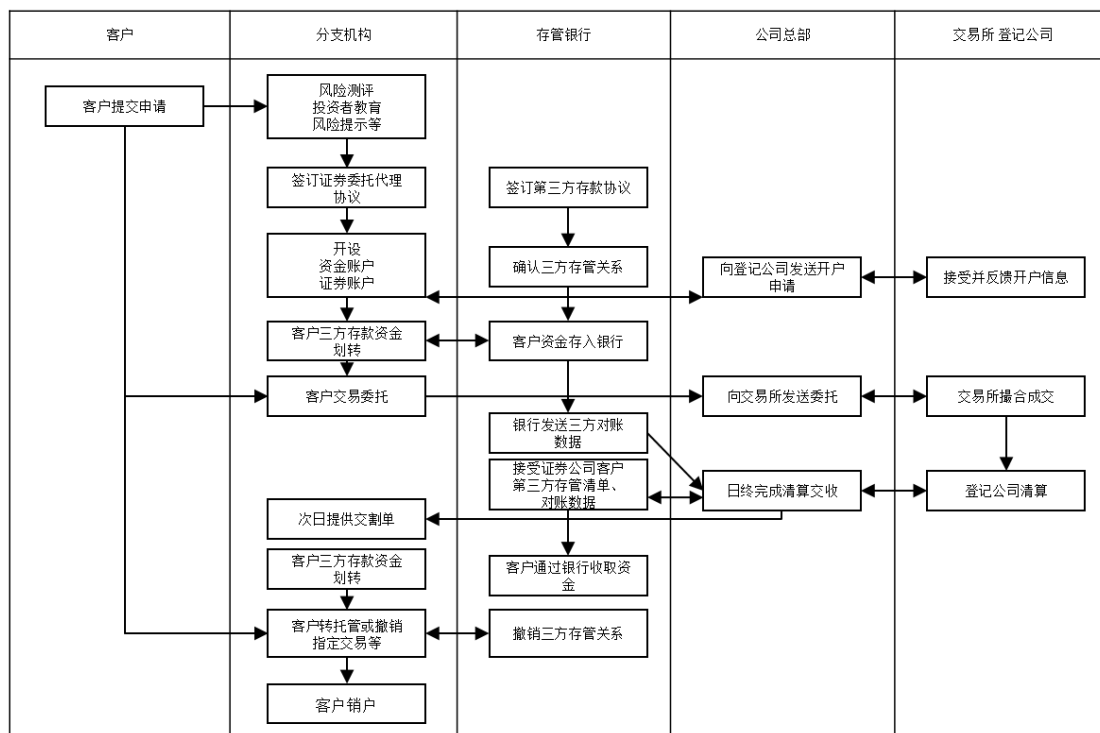 客户
分支机构
存管银行
公司总部
交易所 登记公司
客户提交申请
风险测评
投资者教育
风险提示等
签订证券委托代理
协议
签订第三方存款协议
开设
资金账户
证券账户
确认三方存管关系
向登记公司发送开户
申请
接受并反馈开户信息
客户三方存款资金
划转
客户资金存入银行
客户交易委托
向交易所发送委托
交易所撮合成交
银行发送三方对账
数据
接受证券公司客户
第三方存管清单、
对账数据
日终完成清算交收
登记公司清算
次日提供交割单
客户三方存款资金
划转
客户通过银行收取资
金
客户转托管或撤销
指定交易等
撤销三方存管关系
客户销户